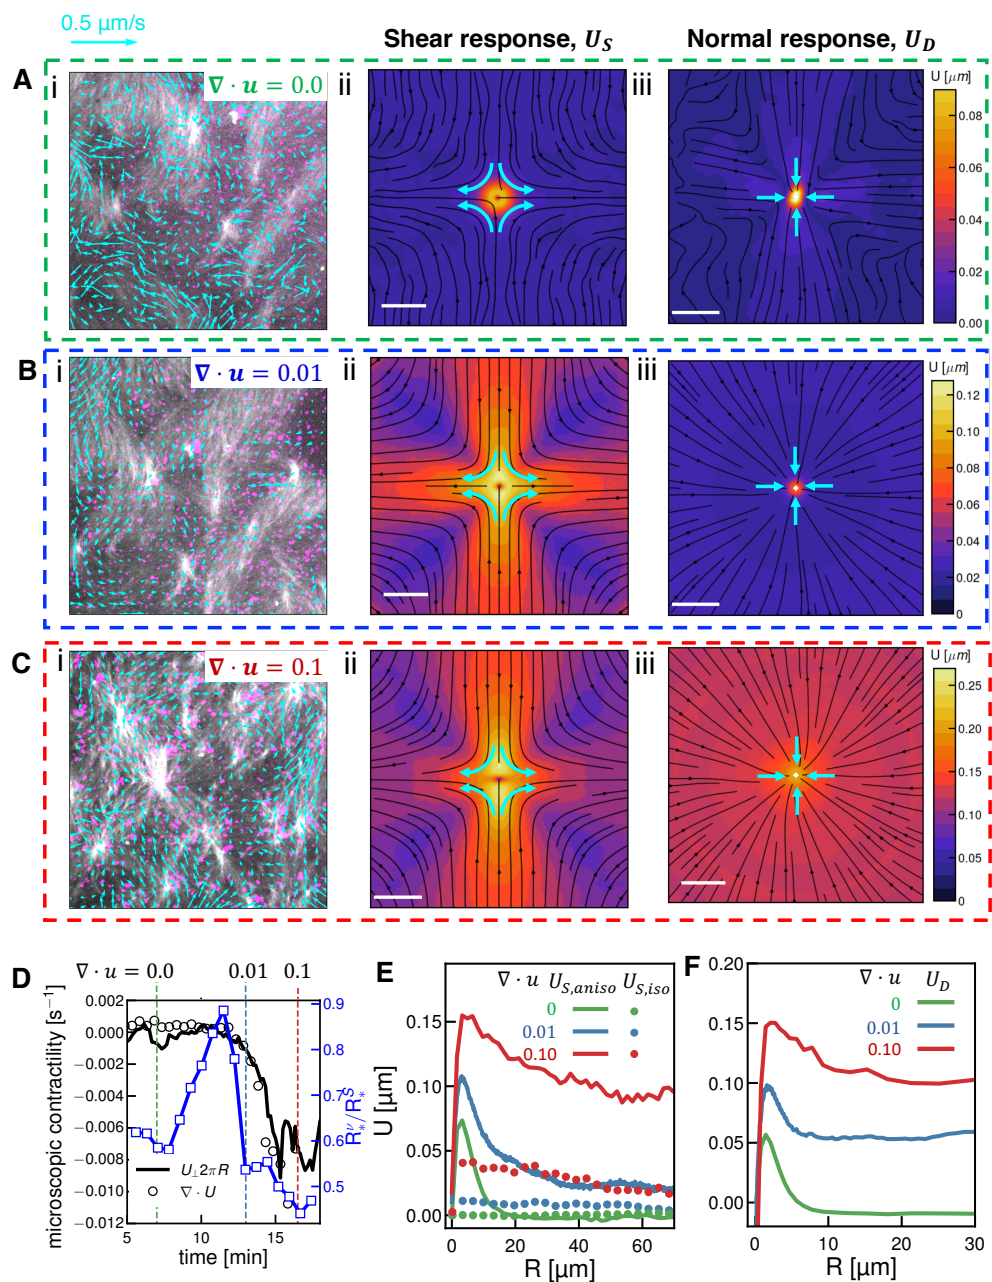 0.5 μm/s
Shear response, U_S
Normal response, U_D
A
i
∇ · u = 0.0
ii
iii
U [μm]
0.08
0.06
0.04
0.02
0.00
B
i
∇ · u = 0.01
ii
iii
U [μm]
0.12
0.10
0.08
0.06
0.04
0.02
0
C
i
∇ · u = 0.1
ii
iii
U [μm]
0.25
0.20
0.15
0.10
0.05
0
D
∇ · u = 0.0
0.01
0.1
microscopic contractility [s⁻¹]
0.002
0.000
−0.002
−0.004
−0.006
−0.008
−0.010
−0.012
U⊥2πR
∇ · U
5
10
15
time [min]
0.9
0.8
0.7
0.6
0.5
R*^ν/R*^S
E
∇ · u U_S,aniso U_S,iso
0
0.01
0.10
U [μm]
0.15
0.10
0.05
0.00
0
20
40
60
R [μm]
F
∇ · u U_D
0
0.01
0.10
0.20
0.15
0.10
0.05
0.00
0
10
20
30
R [μm]